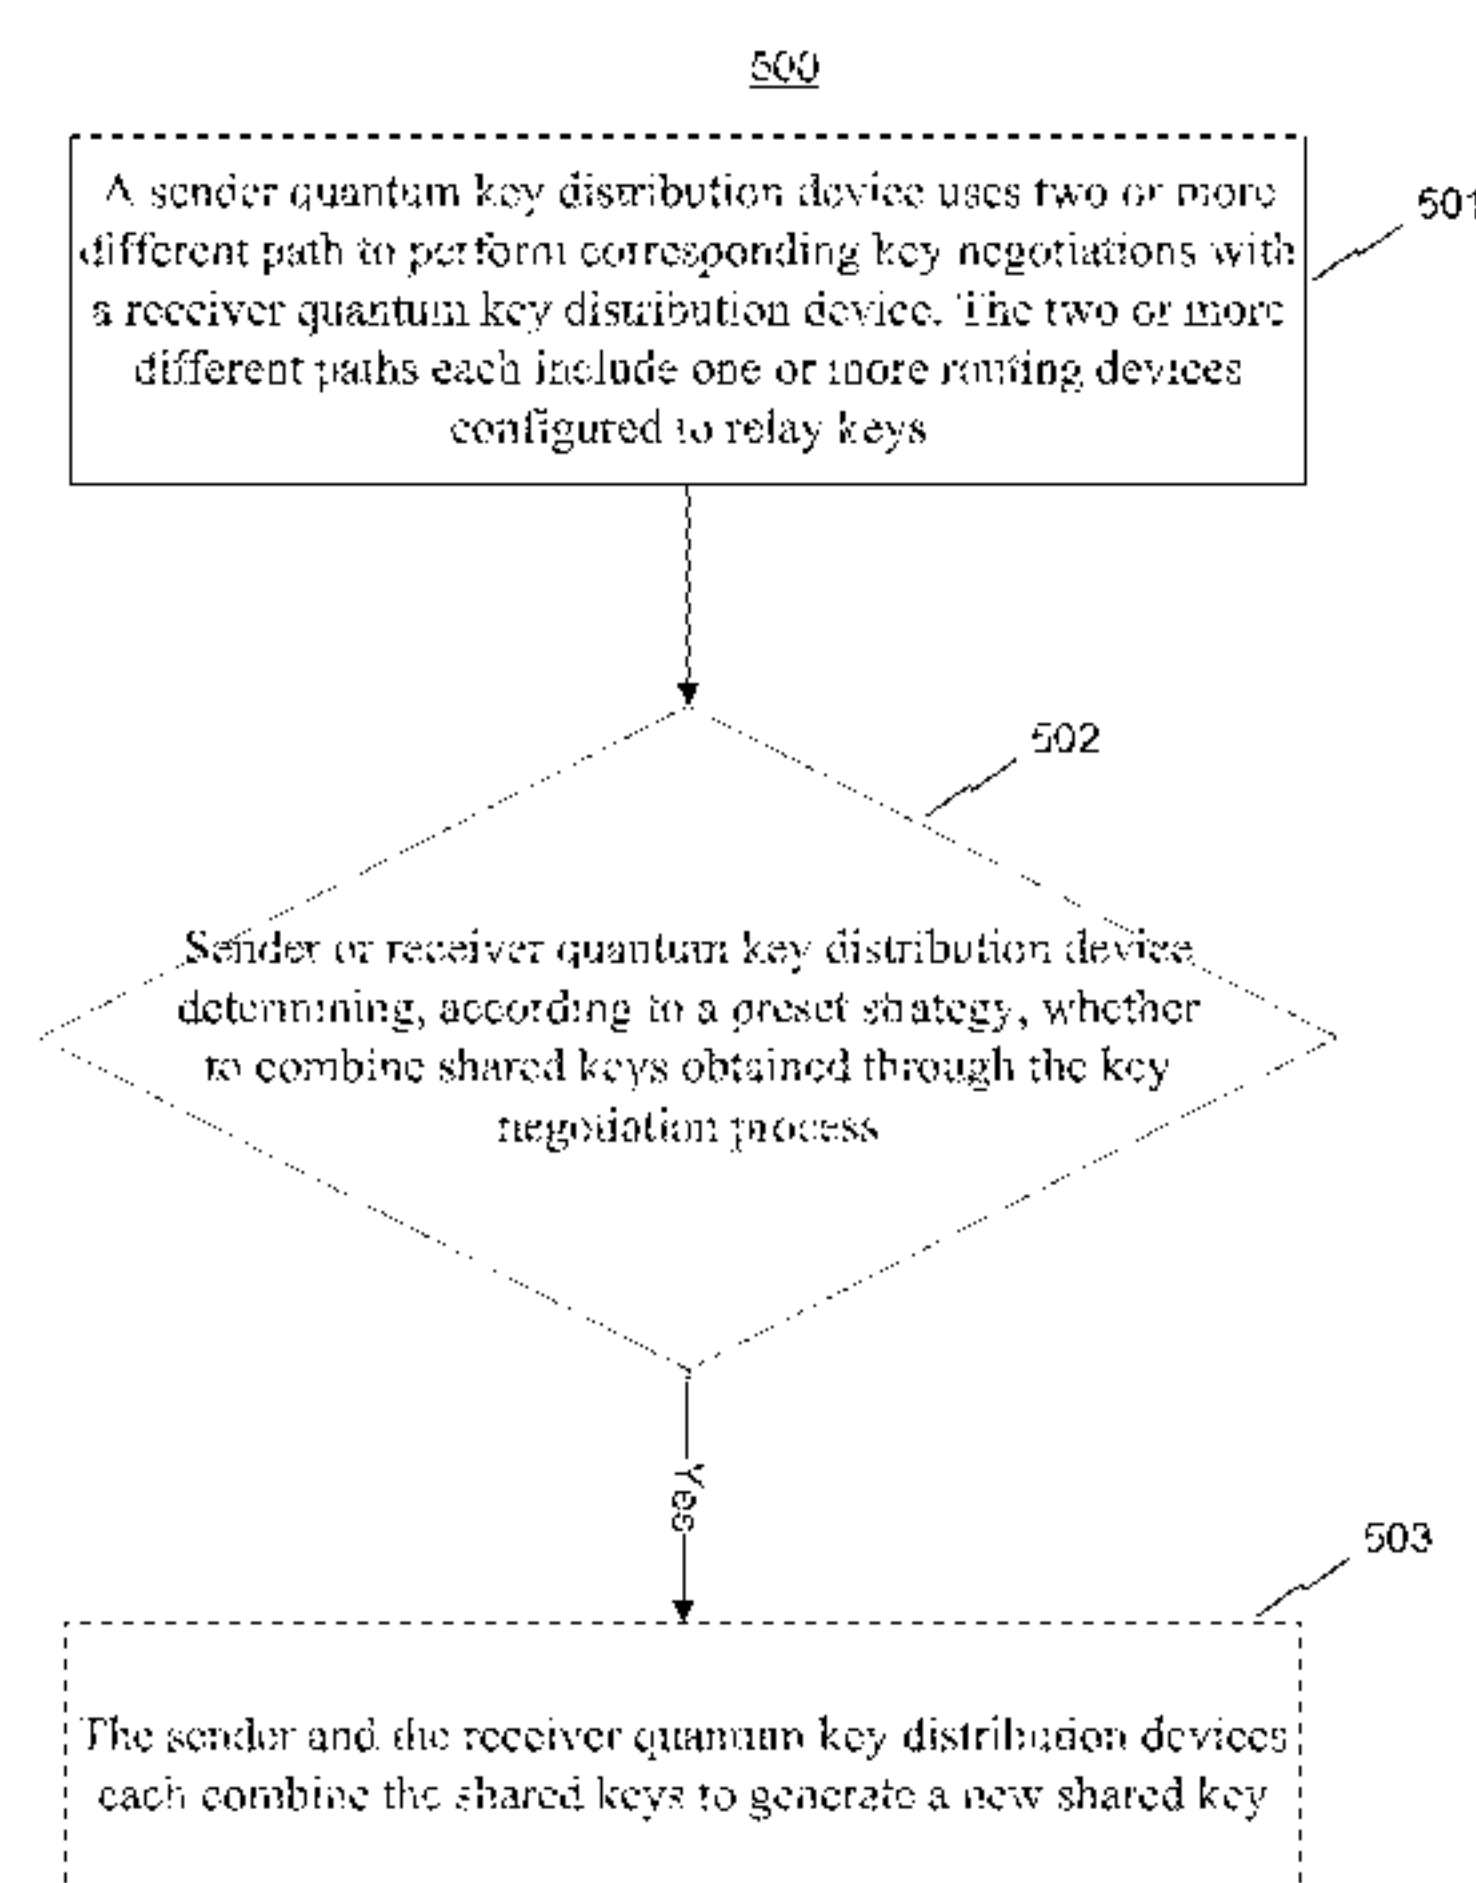 500
A sender quantum key distribution device uses two or more
different path to perform corresponding key negotiations with
a receiver quantum key distribution device. The two or more
different paths each include one or more routing devices
configured to relay keys
501
502
Sender or receiver quantum key distribution device
determining, according to a preset strategy, whether
to combine shared keys obtained through the key
negotiation process
Yes
503
The sender and the receiver quantum key distribution devices
each combine the shared keys to generate a new shared key